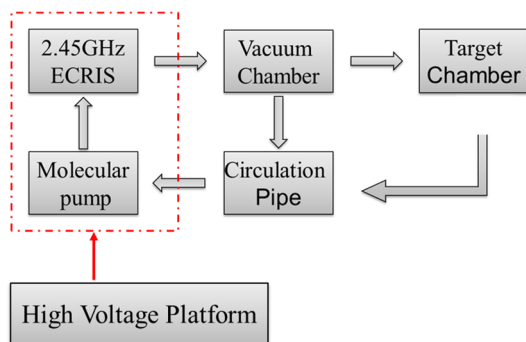 2.45GHz
ECRIS
Vacuum
Chamber
Target
Chamber
Molecular
pump
Circulation
Pipe
High Voltage Platform